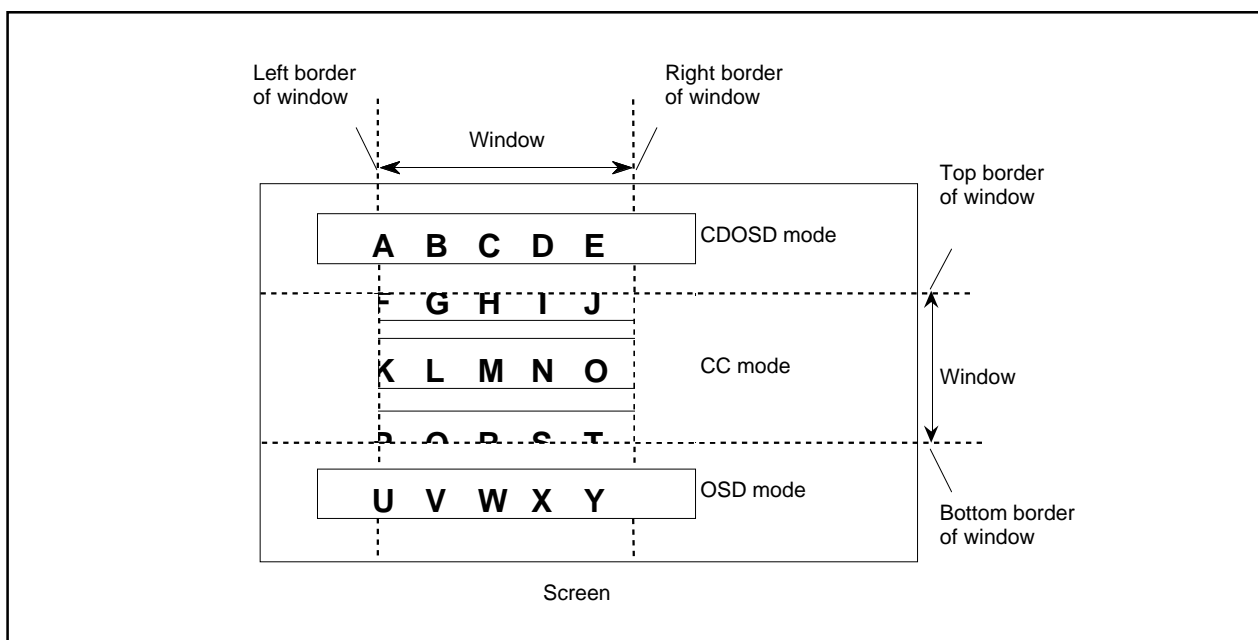 Left border
of window
Right border
of window
Window
Top border
of window
A B C D E
CDOSD mode
F G H I J
K L M N O
CC mode
Window
P Q R S T
U V W X Y
OSD mode
Bottom border
of window
Screen